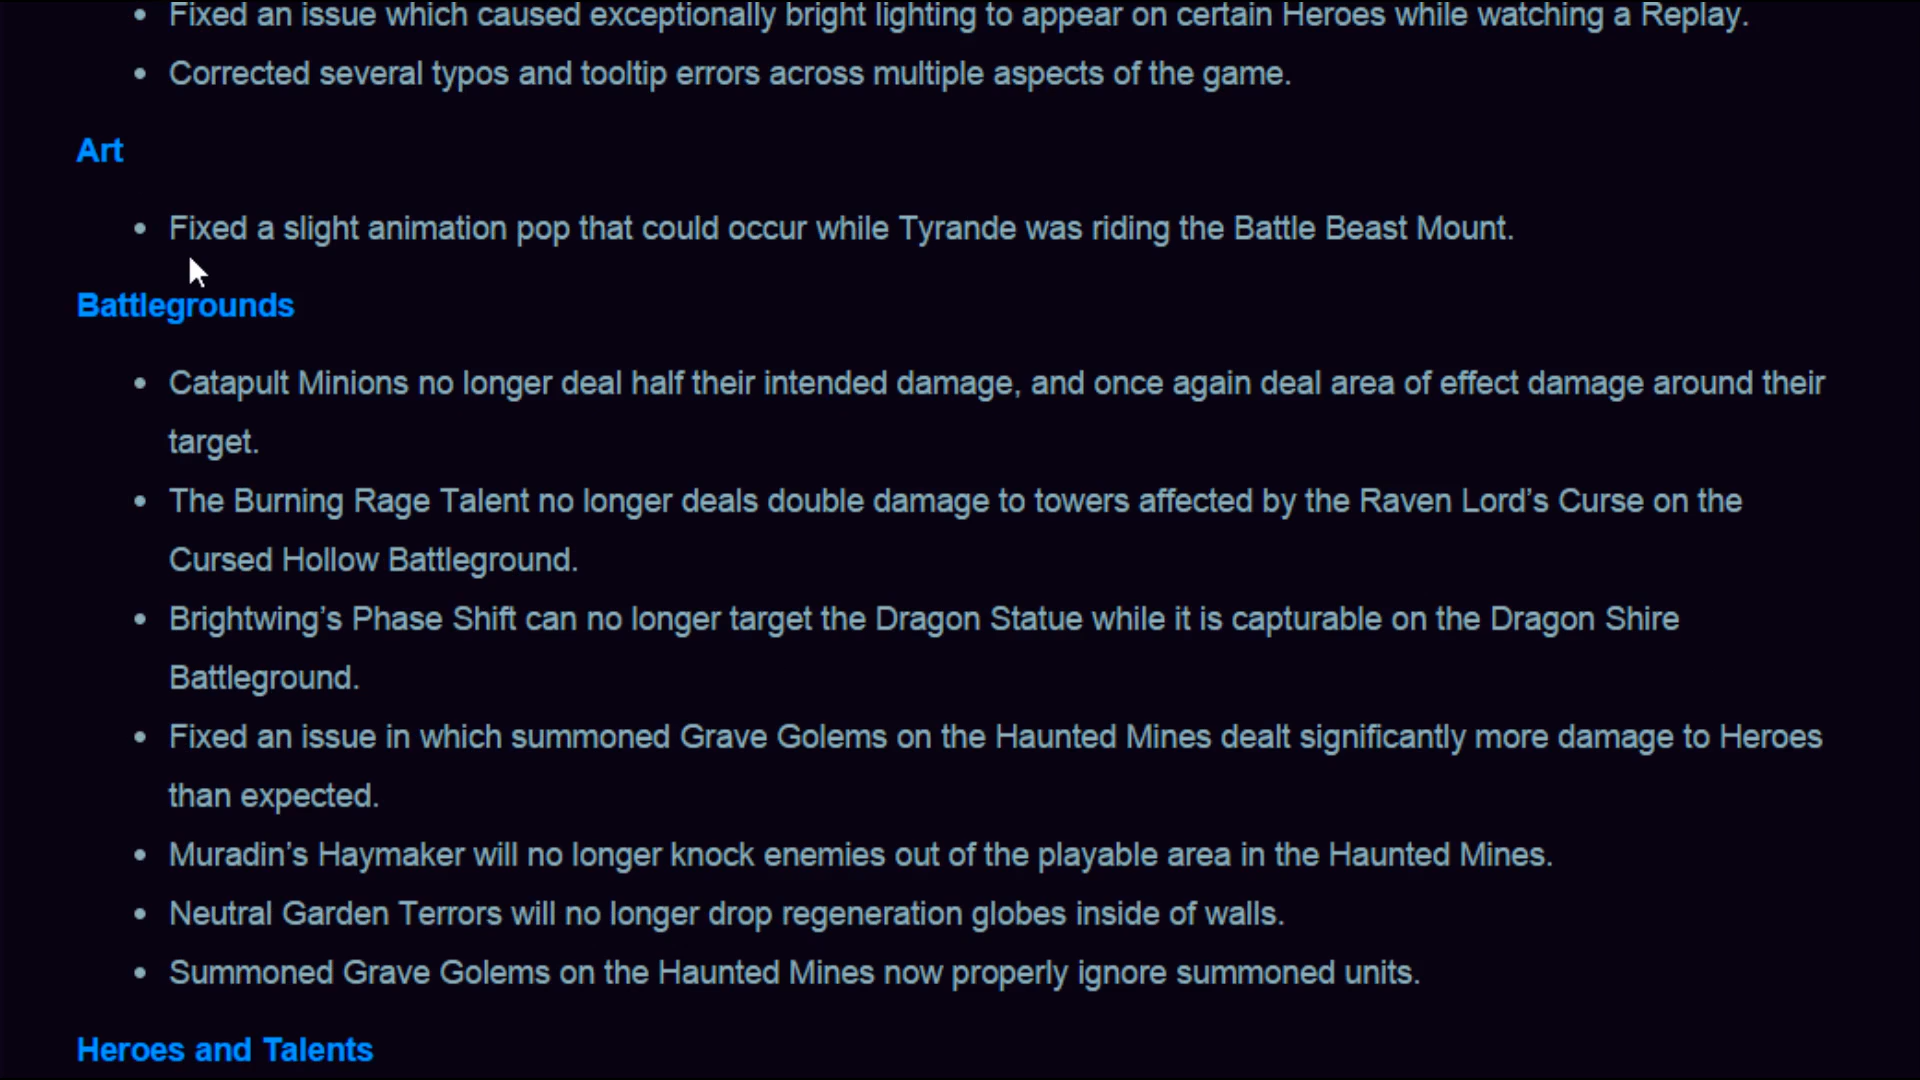 • Fixed an issue which caused exceptionally bright lighting to appear on certain Heroes while watching a Replay.
• Corrected several typos and tooltip errors across multiple aspects of the game.
Art
• Fixed a slight animation pop that could occur while Tyrande was riding the Battle Beast Mount.
Battlegrounds
• Catapult Minions no longer deal half their intended damage, and once again deal area of effect damage around their
target.
• The Burning Rage Talent no longer deals double damage to towers affected by the Raven Lord’s Curse on the
Cursed Hollow Battleground.
• Brightwing’s Phase Shift can no longer target the Dragon Statue while it is capturable on the Dragon Shire
Battleground.
• Fixed an issue in which summoned Grave Golems on the Haunted Mines dealt significantly more damage to Heroes
than expected.
• Muradin’s Haymaker will no longer knock enemies out of the playable area in the Haunted Mines.
• Neutral Garden Terrors will no longer drop regeneration globes inside of walls.
• Summoned Grave Golems on the Haunted Mines now properly ignore summoned units.
Heroes and Talents